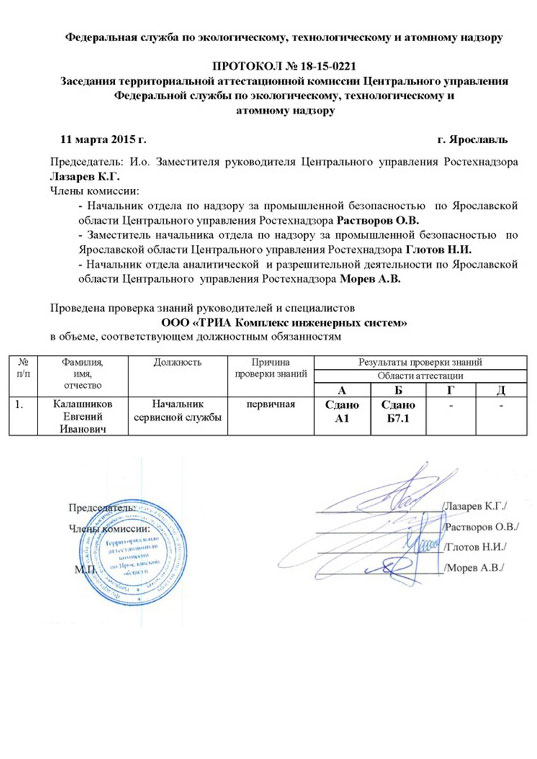 Федеральная служба по экологическому, технологическому и атомному надзору
ПРОТОКОЛ № 18-15-0221
Заседания территориальной аттестационной комиссии Центрального управления
Федеральной службы по экологическому, технологическому и
атомному надзору
11 марта 2015 г. г. Ярославль
Председатель: И.о. Заместителя руководителя Центрального управления Ростехнадзора
Лазарев К.Г.
Члены комиссии:
- Начальник отдела по надзору за промышленной безопасностью по Ярославской
области Центрального управления Ростехнадзора Растворов О.В.
- Заместитель начальника отдела по надзору за промышленной безопасностью по
Ярославской области Центрального управления Ростехнадзора Глотов Н.И.
- Начальник отдела аналитической и разрешительной деятельности по Ярославской
области Центрального управления Ростехнадзора Морев А.В.
Проведена проверка знаний руководителей и специалистов
ООО «ТРИА Комплекс инженерных систем»
в объеме, соответствующем должностным обязанностям
№ Фамилия, Должность Причина Результаты проверки знаний
п/п имя, проверки знаний Области аттестации
отчество А Б Г Д
1. Калашников Начальник первичная Сдано Сдано - -
Евгений сервисной службы А1 Б7.1
Иванович
Председатель: /Лазарев К.Г./
Члены комиссии: /Растворов О.В./
/Глотов Н.И./
М.П. /Морев А.В./
Территориальная
аттестационная
комиссия
по Ярославской
области